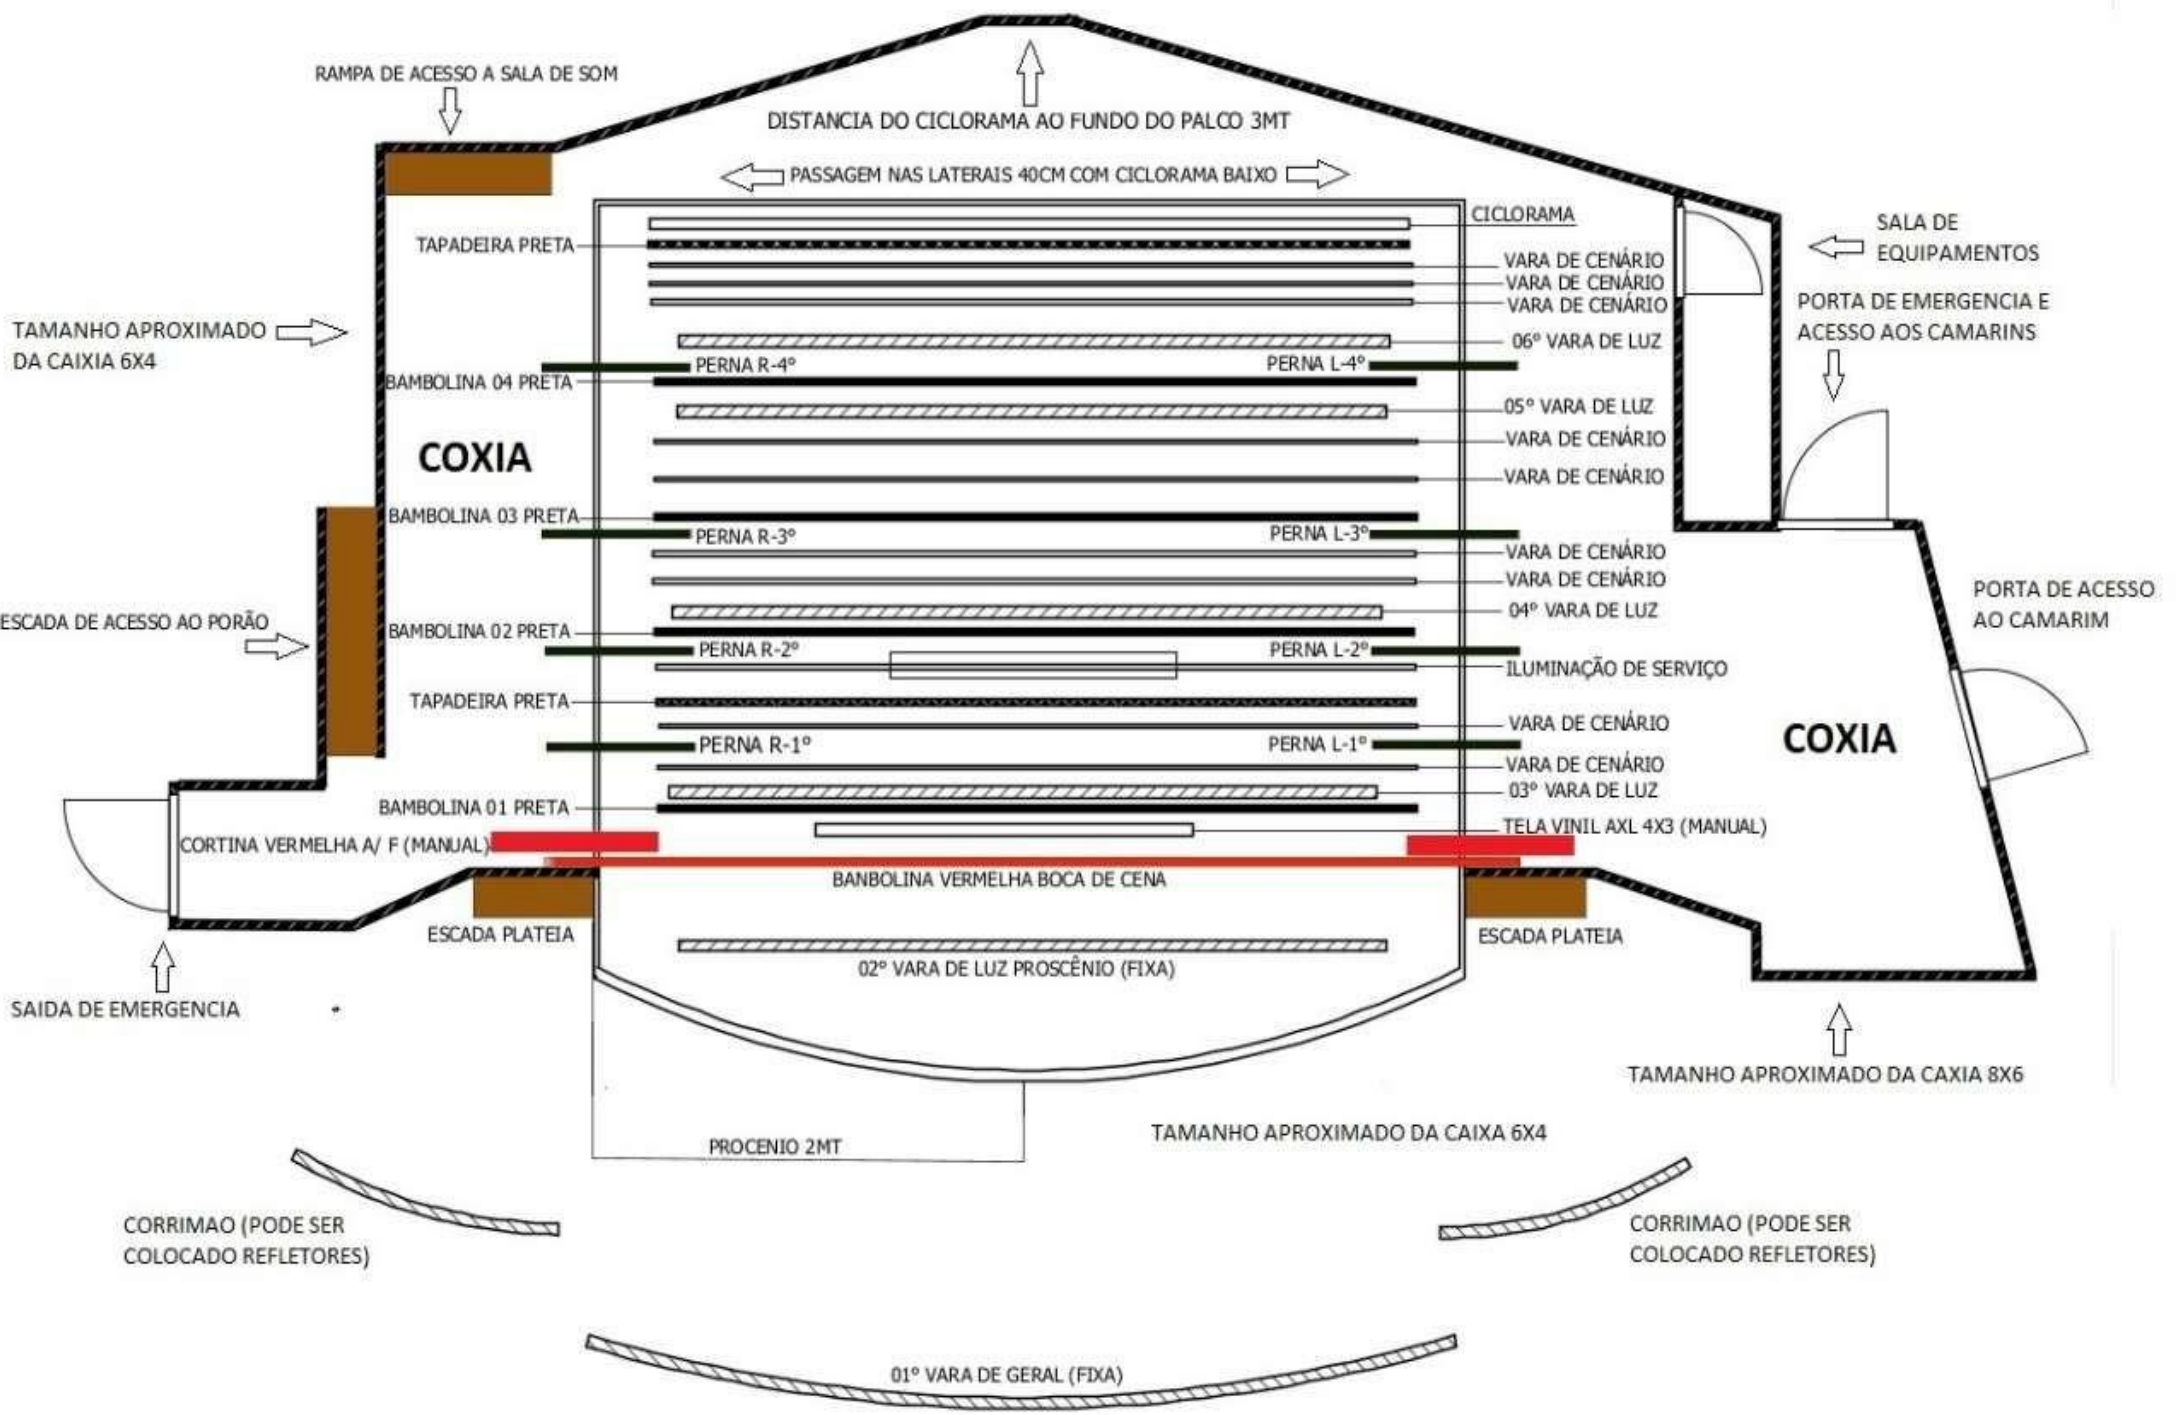 RAMPA DE ACESSO A SALA DE SOM
DISTANCIA DO CICLORAMA AO FUNDO DO PALCO 3MT
PASSAGEM NAS LATERAIS 40CM COM CICLORAMA BAIXO
CICLORAMA
SALA DE
EQUIPAMENTOS
TAPADEIRA PRETA
VARA DE CENÁRIO
VARA DE CENÁRIO
VARA DE CENÁRIO
PORTA DE EMERGENCIA E
ACESSO AOS CAMARINS
TAMANHO APROXIMADO
DA CAIXIA 6X4
06° VARA DE LUZ
PERNA R-4°
PERNA L-4°
BAMBOLINA 04 PRETA
05° VARA DE LUZ
VARA DE CENÁRIO
COXIA
VARA DE CENÁRIO
BAMBOLINA 03 PRETA
PERNA R-3°
PERNA L-3°
VARA DE CENÁRIO
VARA DE CENÁRIO
PORTA DE ACESSO
AO CAMARIM
04° VARA DE LUZ
ESCADA DE ACESSO AO PORÃO
BAMBOLINA 02 PRETA
PERNA R-2°
PERNA L-2°
ILUMINAÇÃO DE SERVIÇO
TAPADEIRA PRETA
VARA DE CENÁRIO
COXIA
PERNA R-1°
PERNA L-1°
VARA DE CENÁRIO
03° VARA DE LUZ
BAMBOLINA 01 PRETA
TELA VINIL AXL 4X3 (MANUAL)
CORTINA VERMELHA A/ F (MANUAL)
BANBOLINA VERMELHA BOCA DE CENA
ESCADA PLATEIA
ESCADA PLATEIA
02° VARA DE LUZ PROSCÊNIO (FIXA)
SAIDA DE EMERGENCIA
TAMANHO APROXIMADO DA CAXIA 8X6
TAMANHO APROXIMADO DA CAIXA 6X4
PROCENIO 2MT
CORRIMAO (PODE SER
COLOCADO REFLETORES)
CORRIMAO (PODE SER
COLOCADO REFLETORES)
01° VARA DE GERAL (FIXA)